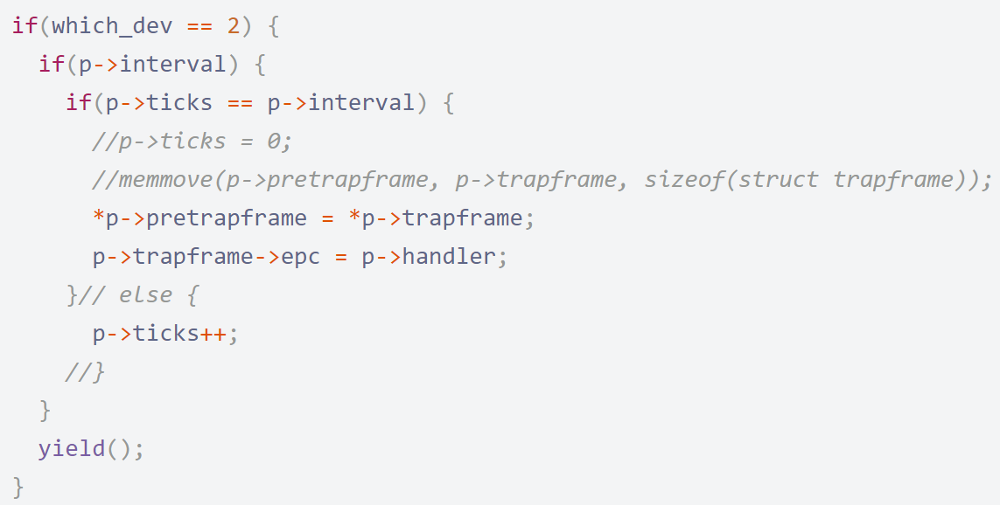 if(which_dev == 2) {
  if(p->interval) {
    if(p->ticks == p->interval) {
      //p->ticks = 0;
      //memmove(p->pretrapframe, p->trapframe, sizeof(struct trapframe));
      *p->pretrapframe = *p->trapframe;
      p->trapframe->epc = p->handler;
    }// else {
      p->ticks++;
    //}
  }
  yield();
}